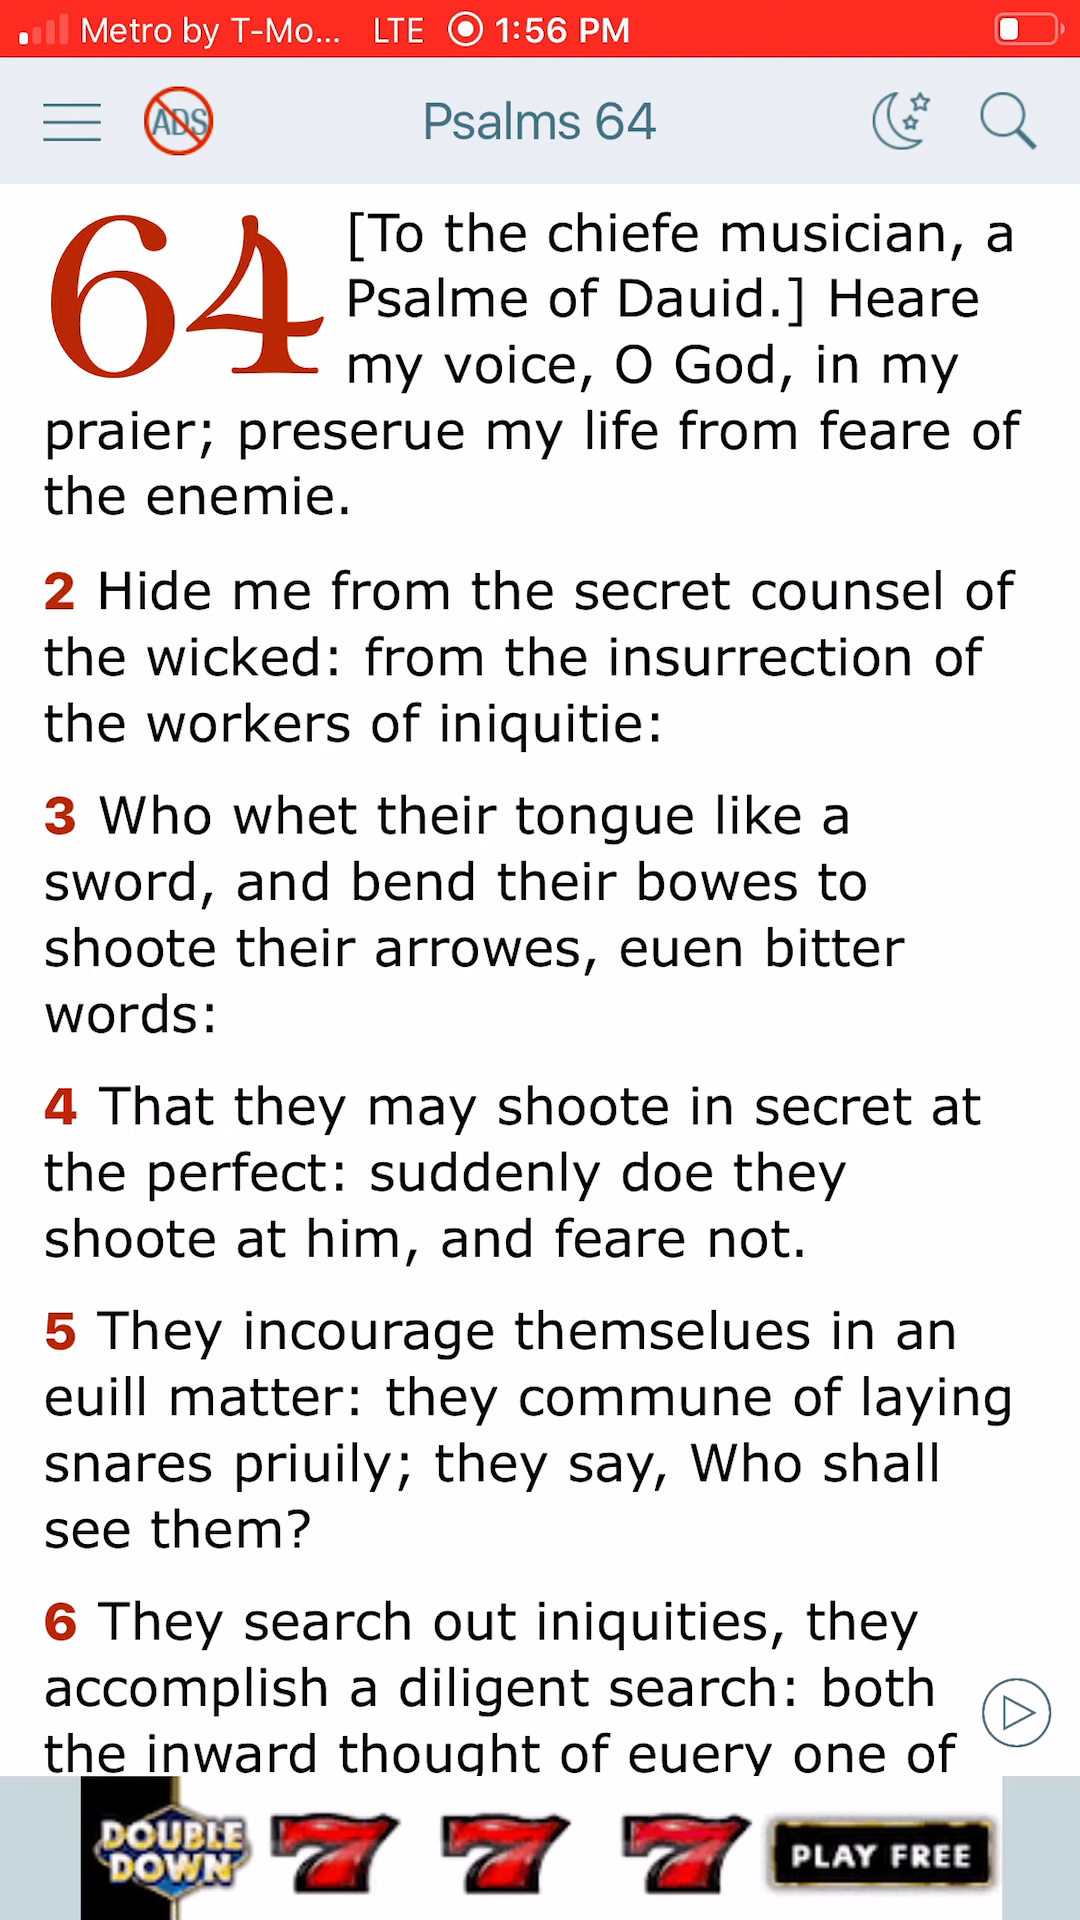 Metro by T-Mo... LTE 1:56 PM
ADS Psalms 64
64 [To the chiefe musician, a
Psalme of Dauid.] Heare
my voice, O God, in my
praier; preserue my life from feare of
the enemie.
2 Hide me from the secret counsel of
the wicked: from the insurrection of
the workers of iniquitie:
3 Who whet their tongue like a
sword, and bend their bowes to
shoote their arrowes, euen bitter
words:
4 That they may shoote in secret at
the perfect: suddenly doe they
shoote at him, and feare not.
5 They incourage themselues in an
euill matter: they commune of laying
snares priuily; they say, Who shall
see them?
6 They search out iniquities, they
accomplish a diligent search: both
the inward thought of euery one of
DOUBLE
DOWN
7 7 7
PLAY FREE